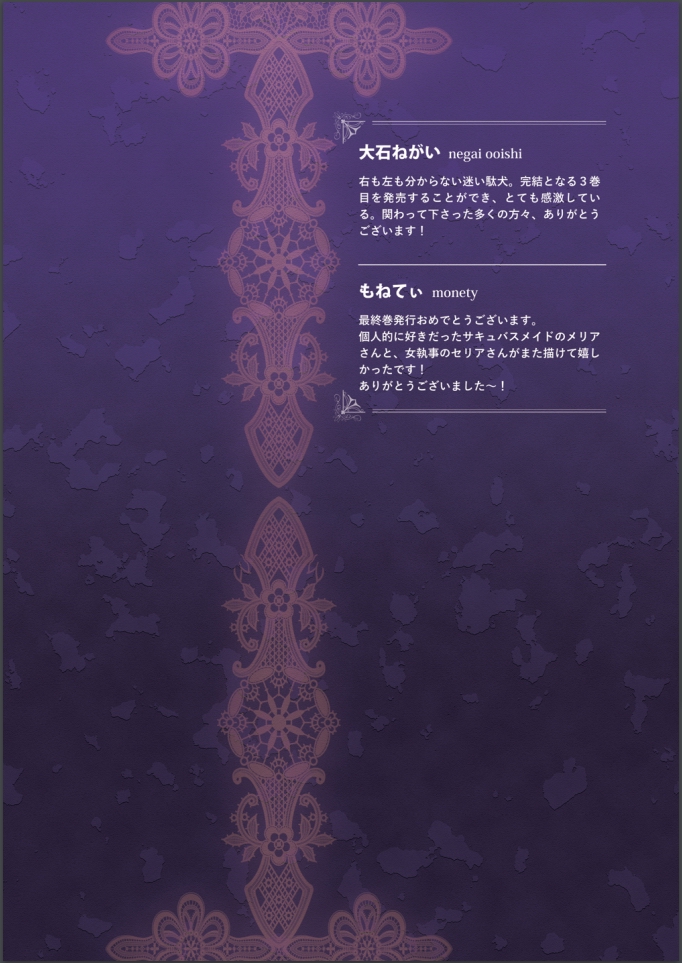 大石ねがい negai ooishi
右も左も分からない迷い駄犬。完結となる３巻
目を発売することができ、とても感激してい
る。関わって下さった多くの方々、ありがとう
ございます！
もねてぃ monety
最終巻発行おめでとうございます。
個人的に好きだったサキュバスメイドのメリア
さんと、女執事のセリアさんがまた描けて嬉し
かったです！
ありがとうございました～！